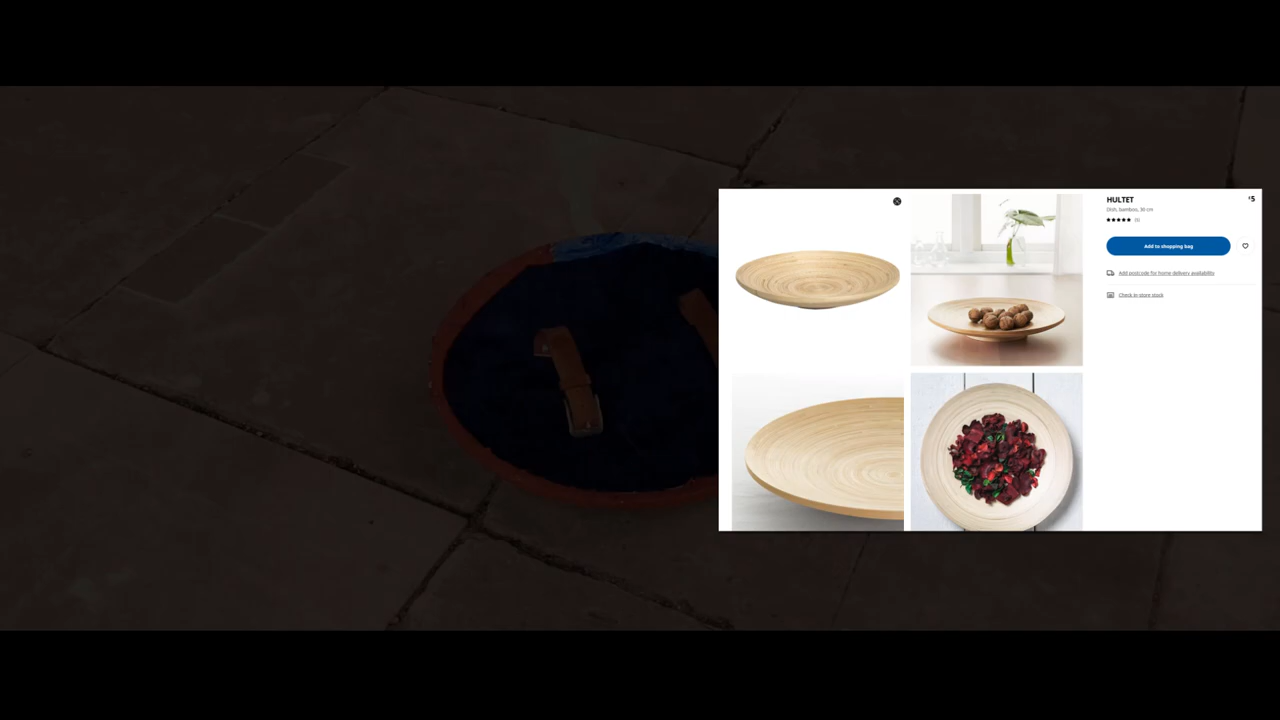 HULTET
£5
Dish, bamboo, 30 cm
(5)
Add to shopping bag
Add postcode for home delivery availability
Check in-store stock